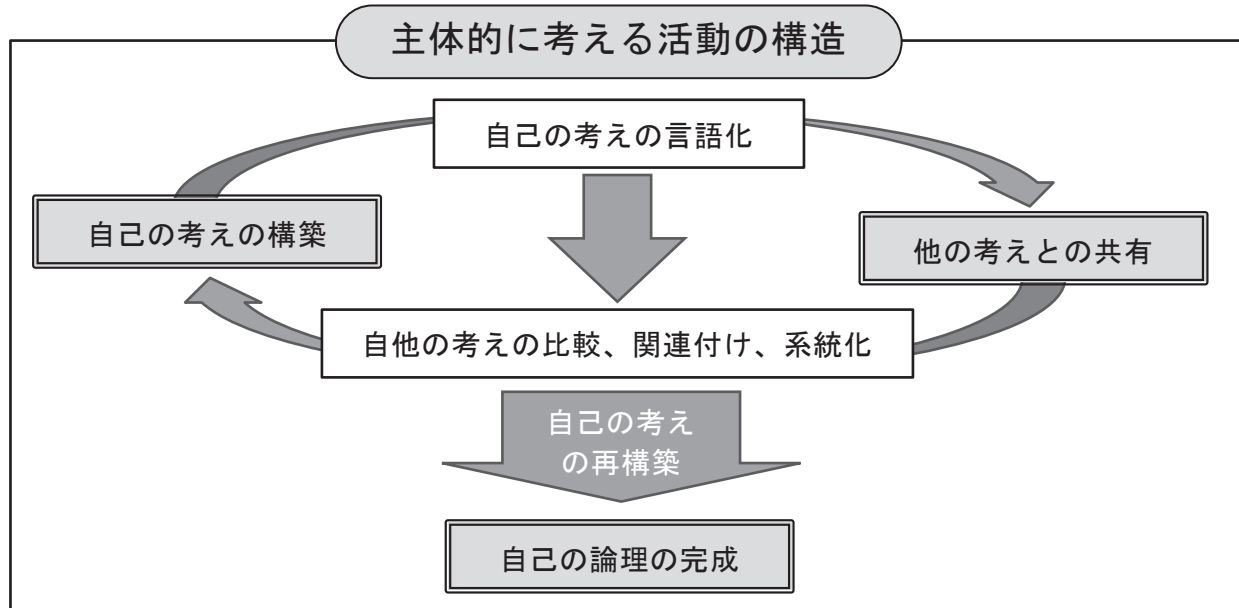 主体的に考える活動の構造
自己の考えの言語化
自己の考えの構築
他の考えとの共有
自他の考えの比較、関連付け、系統化
自己の考え
の再構築
自己の論理の完成